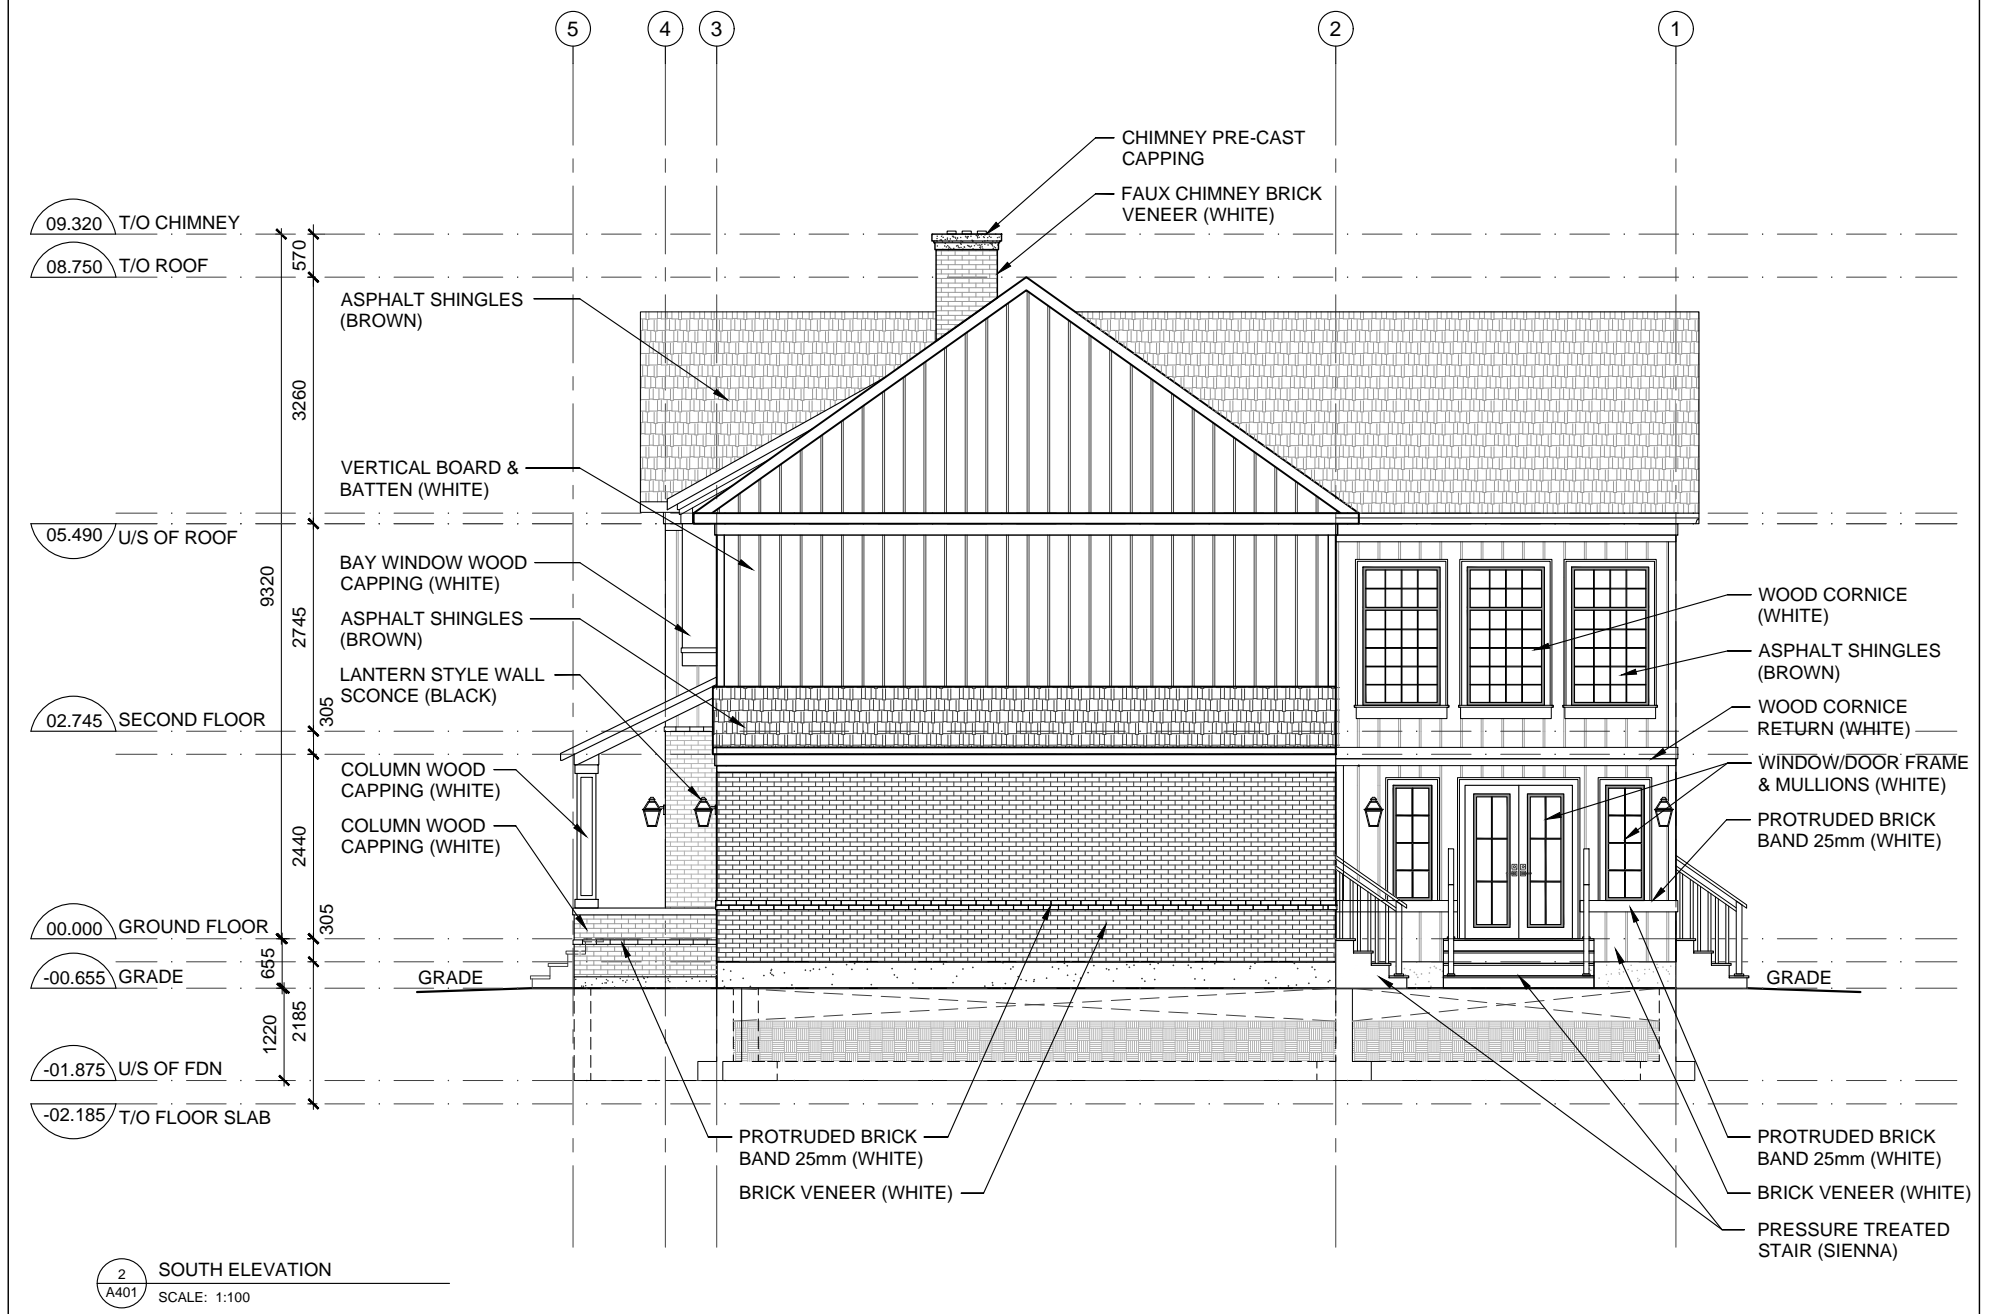 5
4
3
2
1
09.320 T/O CHIMNEY
08.750 T/O ROOF
05.490 U/S OF ROOF
02.745 SECOND FLOOR
00.000 GROUND FLOOR
-00.655 GRADE
-01.875 U/S OF FDN
-02.185 T/O FLOOR SLAB
570
3260
9320
2745
305
2440
305
655
1220
2185
ASPHALT SHINGLES
(BROWN)
VERTICAL BOARD &
BATTEN (WHITE)
BAY WINDOW WOOD
CAPPING (WHITE)
ASPHALT SHINGLES
(BROWN)
LANTERN STYLE WALL
SCONCE (BLACK)
COLUMN WOOD
CAPPING (WHITE)
COLUMN WOOD
CAPPING (WHITE)
GRADE
CHIMNEY PRE-CAST
CAPPING
FAUX CHIMNEY BRICK
VENEER (WHITE)
WOOD CORNICE
(WHITE)
ASPHALT SHINGLES
(BROWN)
WOOD CORNICE
RETURN (WHITE)
WINDOW/DOOR FRAME
& MULLIONS (WHITE)
PROTRUDED BRICK
BAND 25mm (WHITE)
GRADE
PROTRUDED BRICK
BAND 25mm (WHITE)
BRICK VENEER (WHITE)
PROTRUDED BRICK
BAND 25mm (WHITE)
BRICK VENEER (WHITE)
PRESSURE TREATED
STAIR (SIENNA)
2
A401
SOUTH ELEVATION
SCALE: 1:100